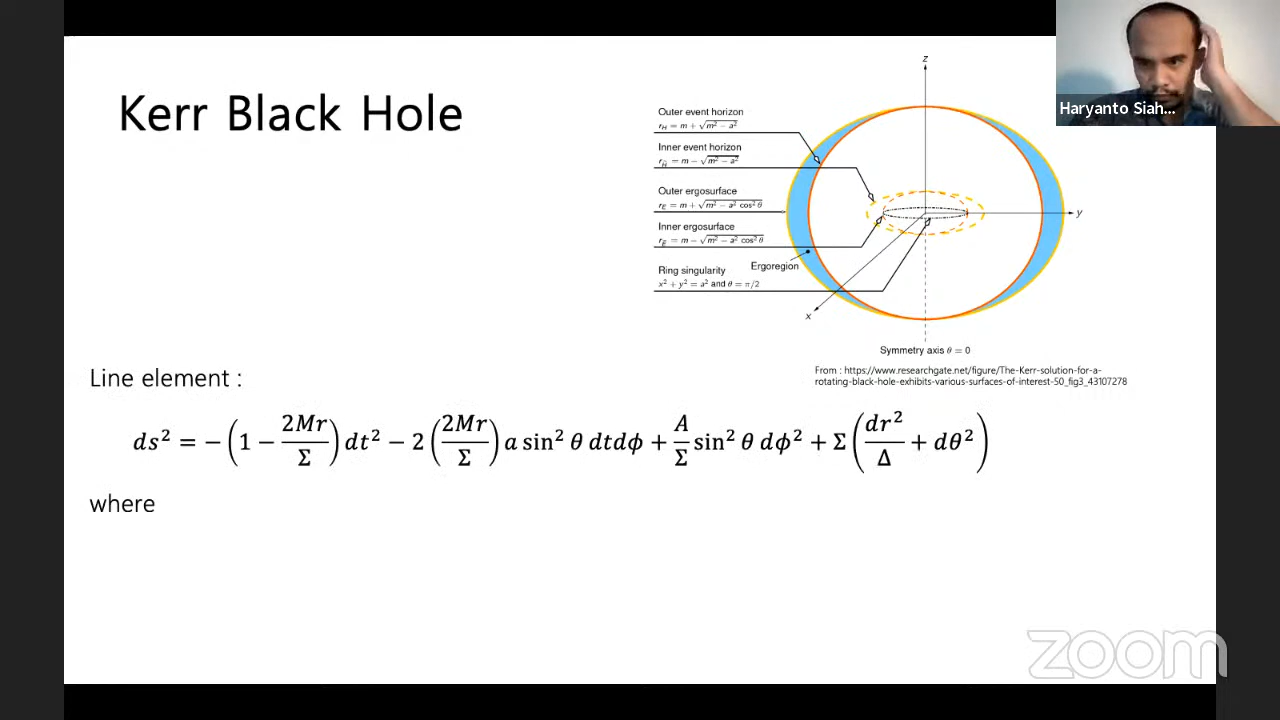 Kerr Black Hole
Haryanto Siah...
z
Outer event horizon
r_H = m + √(m² − a²)
Inner event horizon
r_H̄ = m − √(m² − a²)
Outer ergosurface
r_E = m + √(m² − a² cos² θ)
Inner ergosurface
r_Ē = m − √(m² − a² cos² θ)
Ergoregion
Ring singularity
x² + y² = a² and θ = π/2
y
x
Symmetry axis θ = 0
From : https://www.researchgate.net/figure/The-Kerr-solution-for-a-
rotating-black-hole-exhibits-various-surfaces-of-interest-50_fig3_43107278
Line element :
ds² = −(1 − 2Mr/Σ) dt² − 2 (2Mr/Σ) a sin² θ dtdϕ + A/Σ sin² θ dϕ² + Σ (dr²/Δ + dθ²)
where
zoom